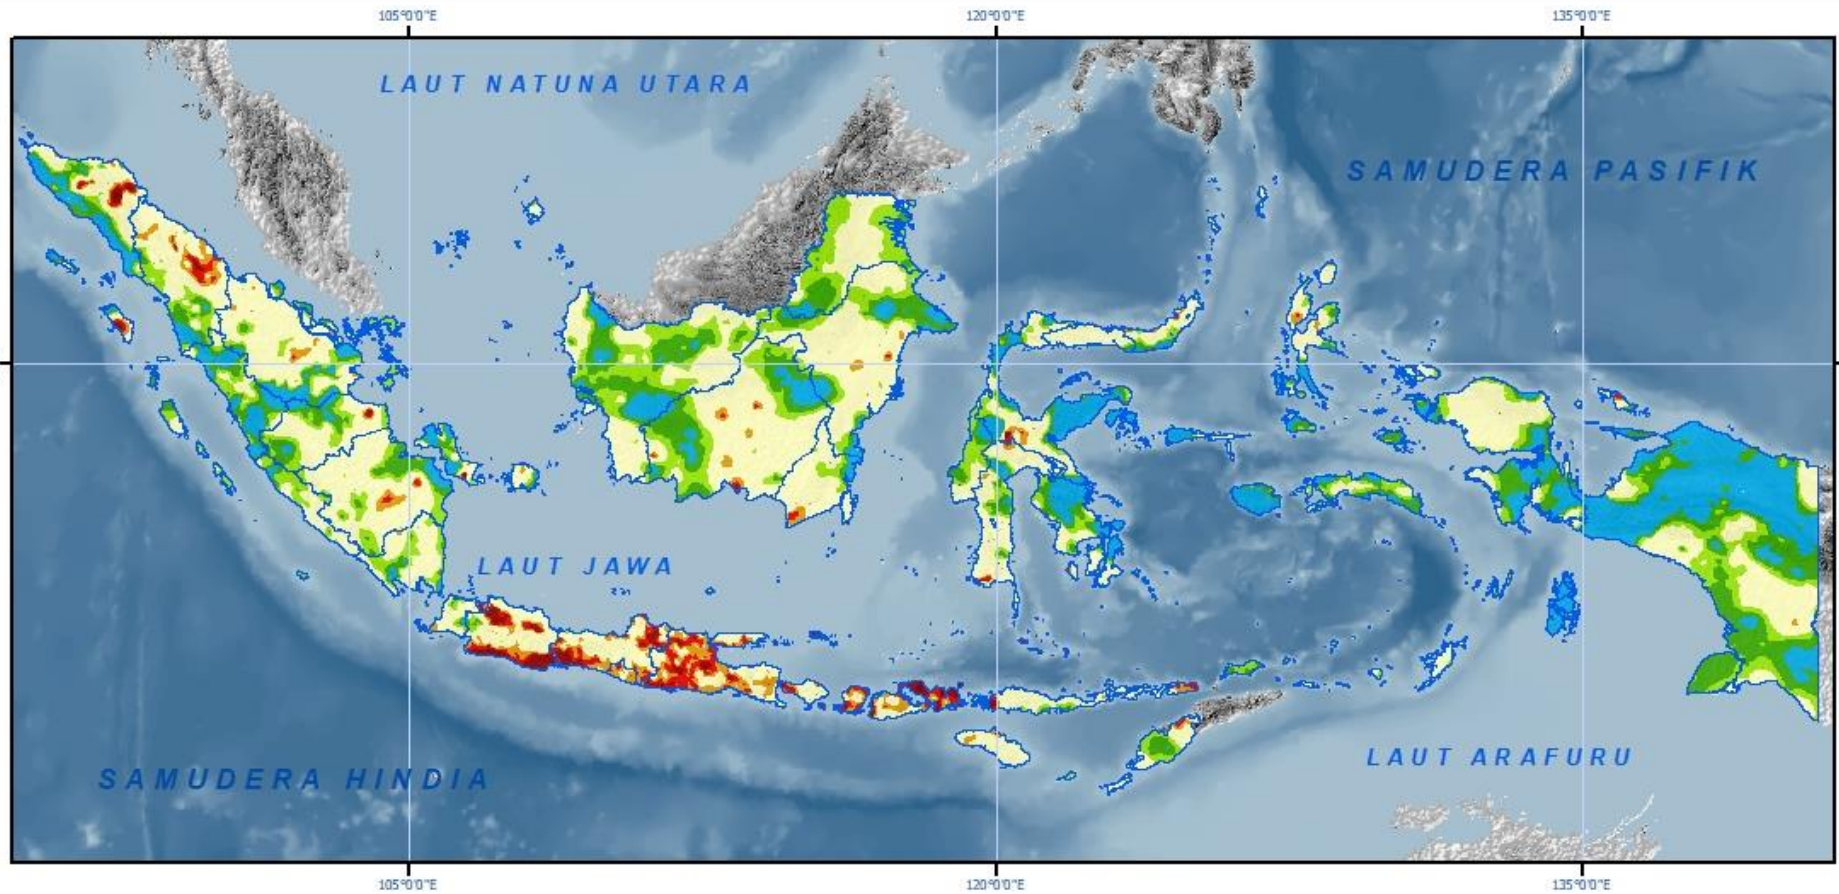 105°0'0"E 120°0'0"E 135°0'0"E
LAUT NATUNA UTARA
SAMUDERA PASIFIK
LAUT JAWA
LAUT ARAFURU
SAMUDERA HINDIA
105°0'0"E 120°0'0"E 135°0'0"E